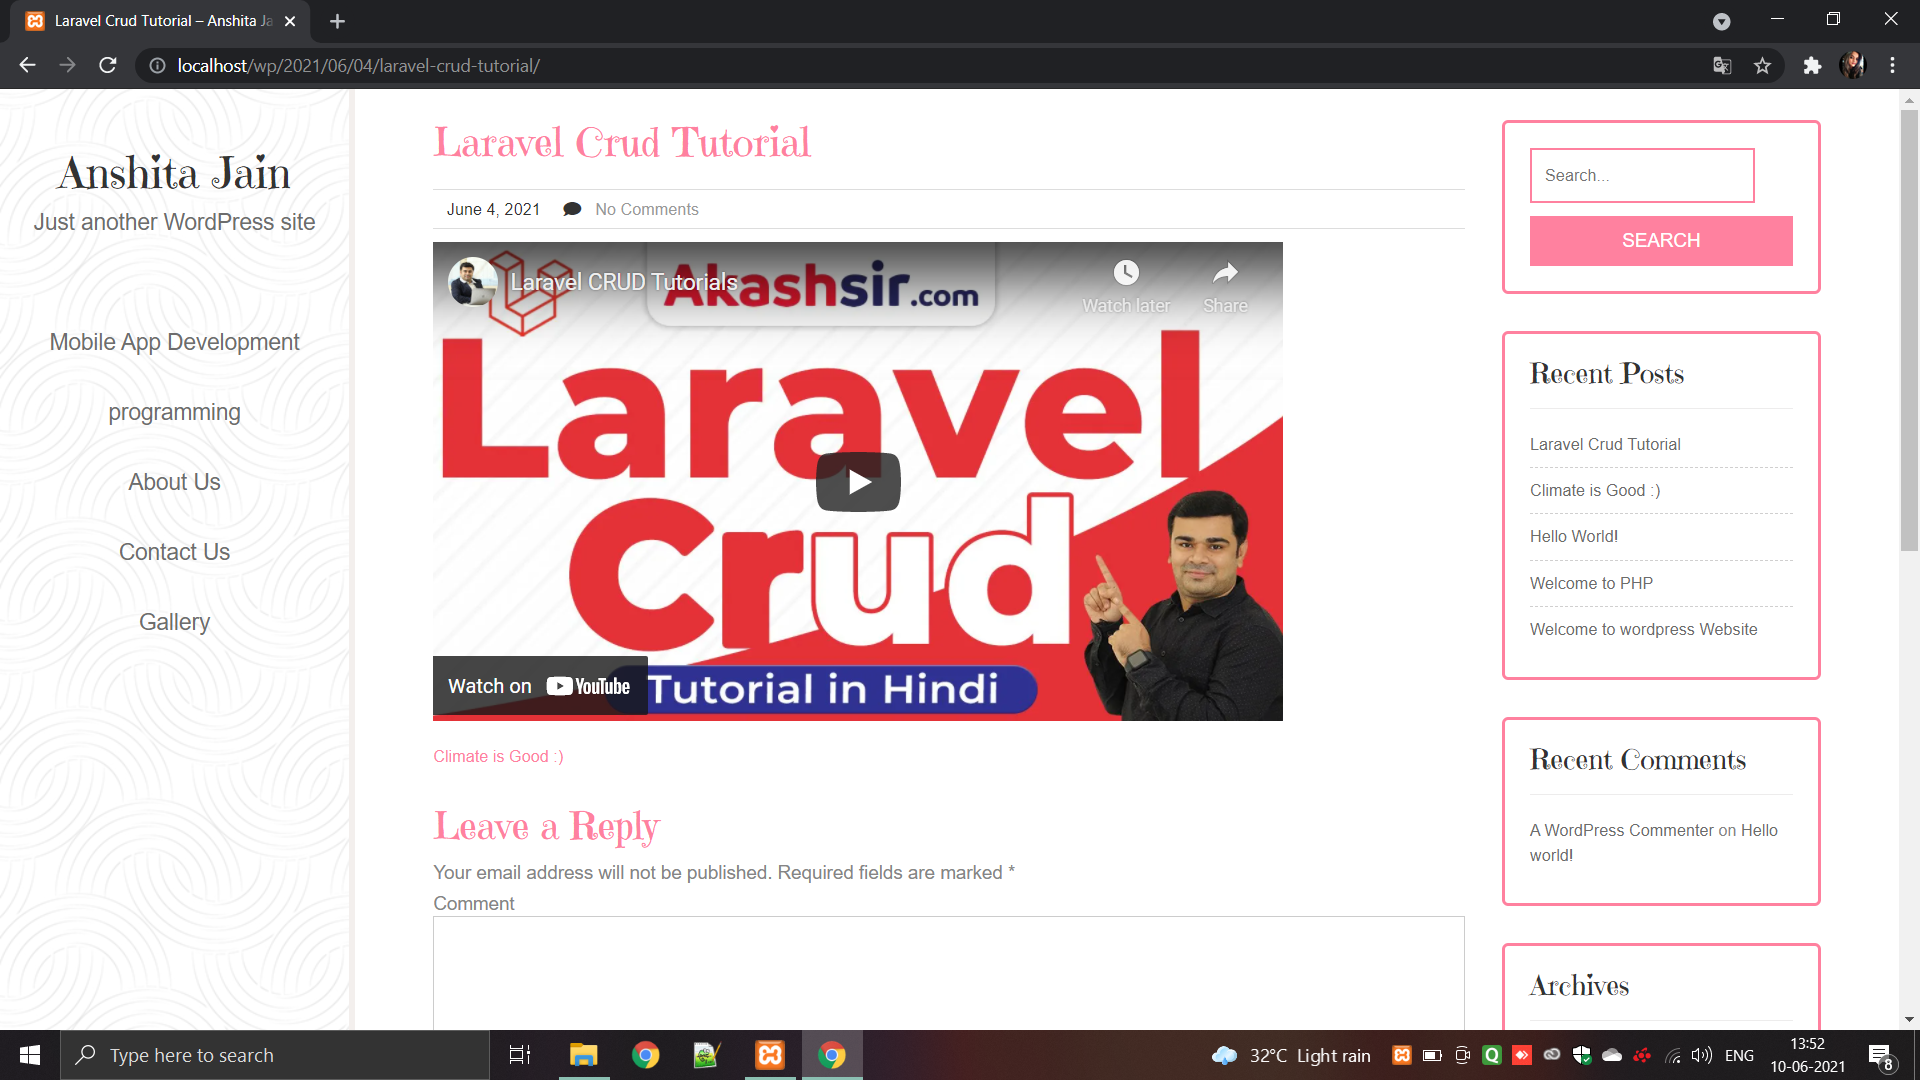 Laravel Crud Tutorial – Anshita Ja
localhost/wp/2021/06/04/laravel-crud-tutorial/
Anshita Jain
Just another WordPress site
Mobile App Development
programming
About Us
Contact Us
Gallery
Laravel Crud Tutorial
June 4, 2021 No Comments
Laravel CRUD Tutorials
Akashsir.com
Watch later
Share
Laravel
Crud
Tutorial in Hindi
Watch on YouTube
Climate is Good :)
Leave a Reply
Your email address will not be published. Required fields are marked *
Comment
Search...
SEARCH
Recent Posts
Laravel Crud Tutorial
Climate is Good :)
Hello World!
Welcome to PHP
Welcome to wordpress Website
Recent Comments
A WordPress Commenter on Hello
world!
Archives
Type here to search
32°C Light rain
ENG
13:52
10-06-2021
8